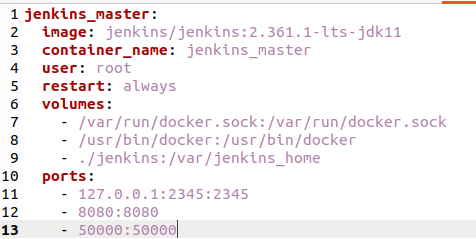 1 jenkins_master:
2   image: jenkins/jenkins:2.361.1-lts-jdk11
3   container_name: jenkins_master
4   user: root
5   restart: always
6   volumes:
7     - /var/run/docker.sock:/var/run/docker.sock
8     - /usr/bin/docker:/usr/bin/docker
9     - ./jenkins:/var/jenkins_home
10   ports:
11     - 127.0.0.1:2345:2345
12     - 8080:8080
13     - 50000:50000